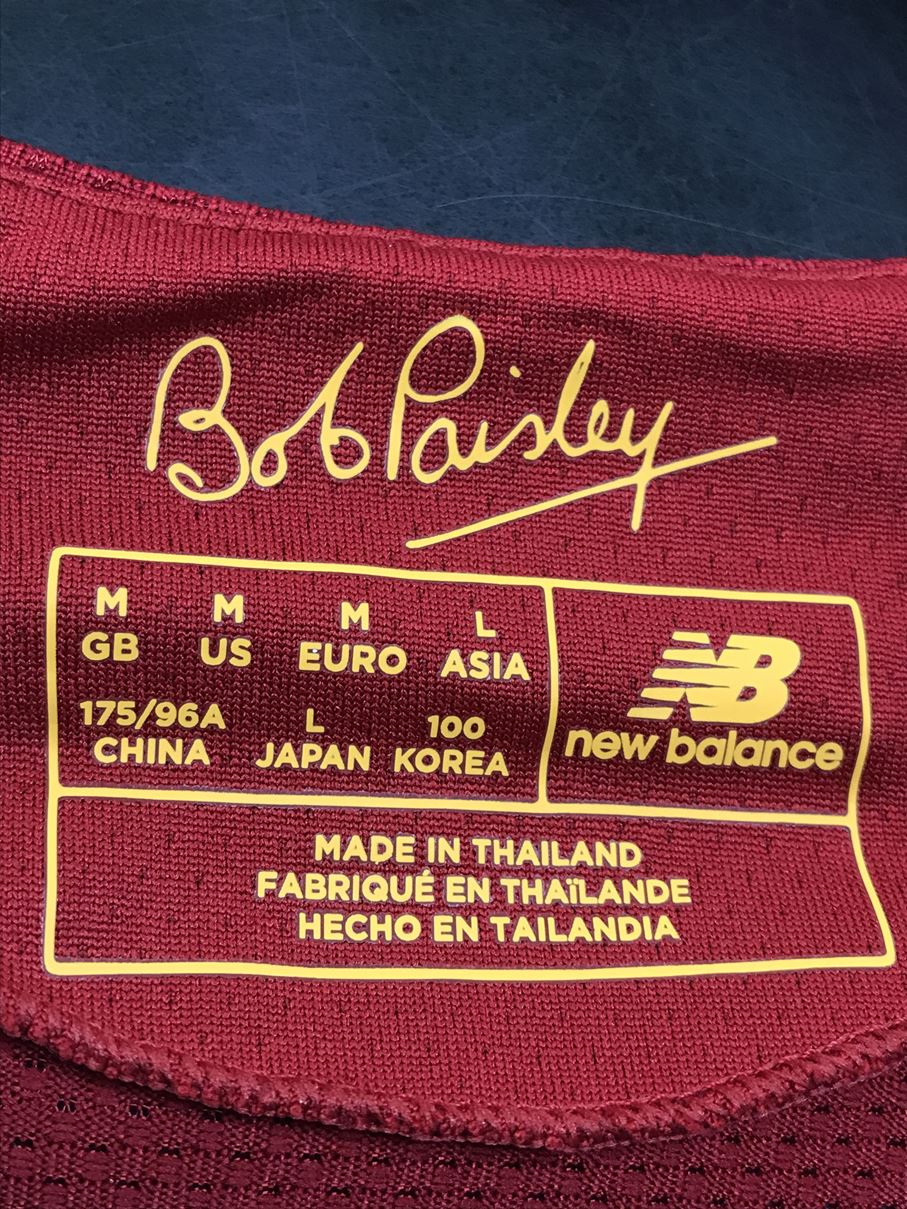 Bob Paisley
M M M L
GB US EURO ASIA
175/96A L 100
CHINA JAPAN KOREA
NB
new balance
MADE IN THAILAND
FABRIQUÉ EN THAÏLANDE
HECHO EN TAILANDIA